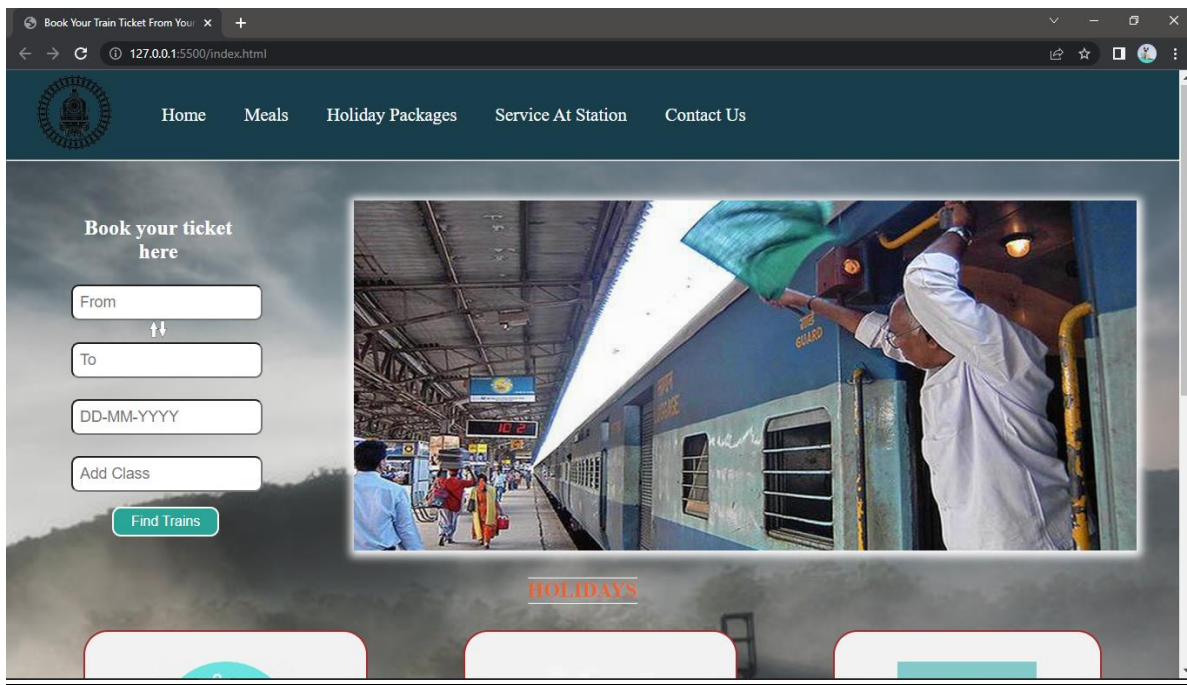 Book Your Train Ticket From Your
127.0.0.1:5500/index.html
Home Meals Holiday Packages Service At Station Contact Us
Book your ticket
here
From
To
DD-MM-YYYY
Add Class
Find Trains
GUARD
HOLIDAYS